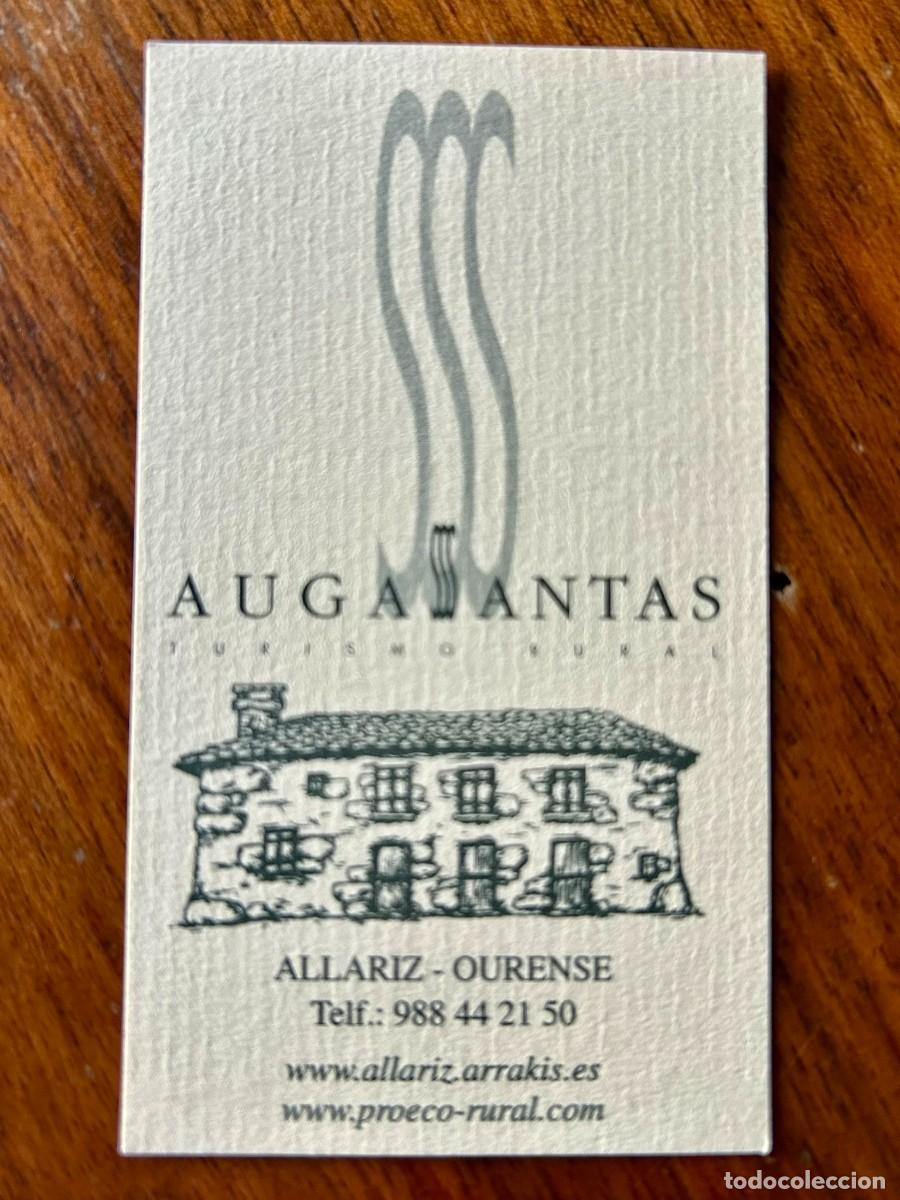 AUGASANTAS
TURISMO RURAL
ALLARIZ - OURENSE
Telf.: 988 44 21 50
www.allariz.arrakis.es
www.proeco-rural.com
todocoleccion